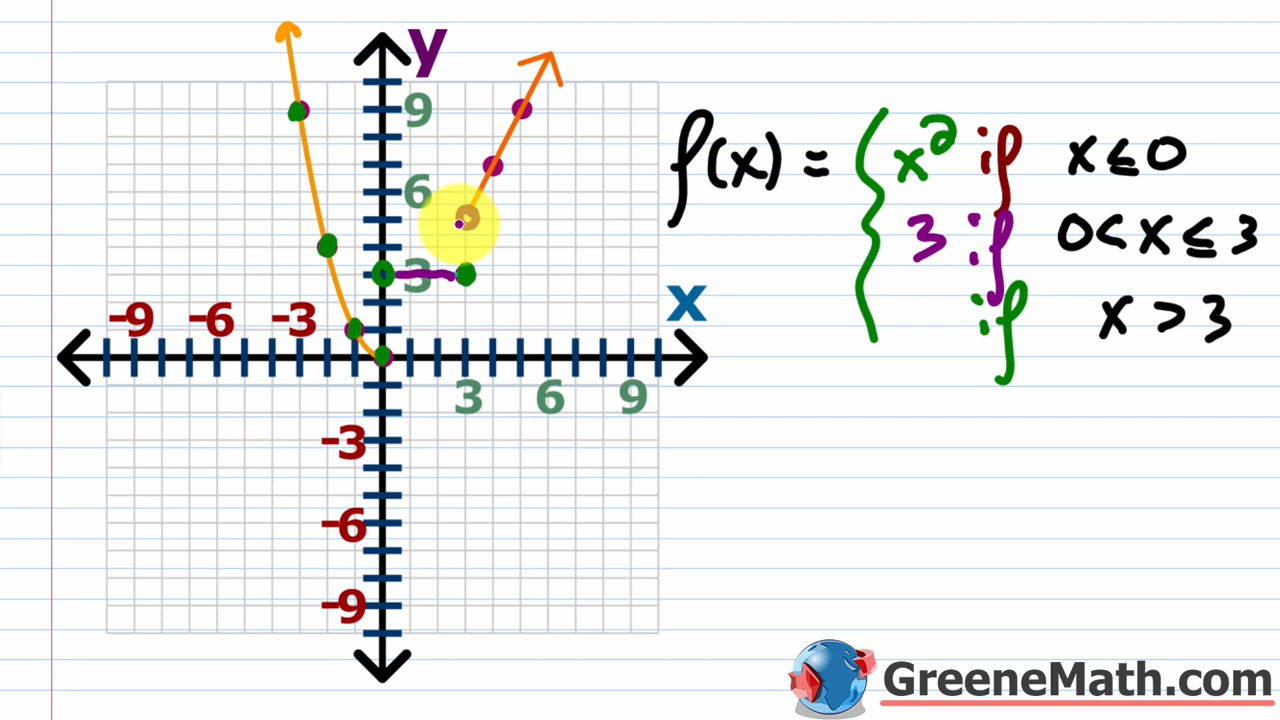 y
9
6
3
x
-9 -6 -3
3 6 9
-3
-6
-9
f(x) = { x² if x ≤ 0
3 if 0 < x ≤ 3
if x > 3
GreeneMath.com